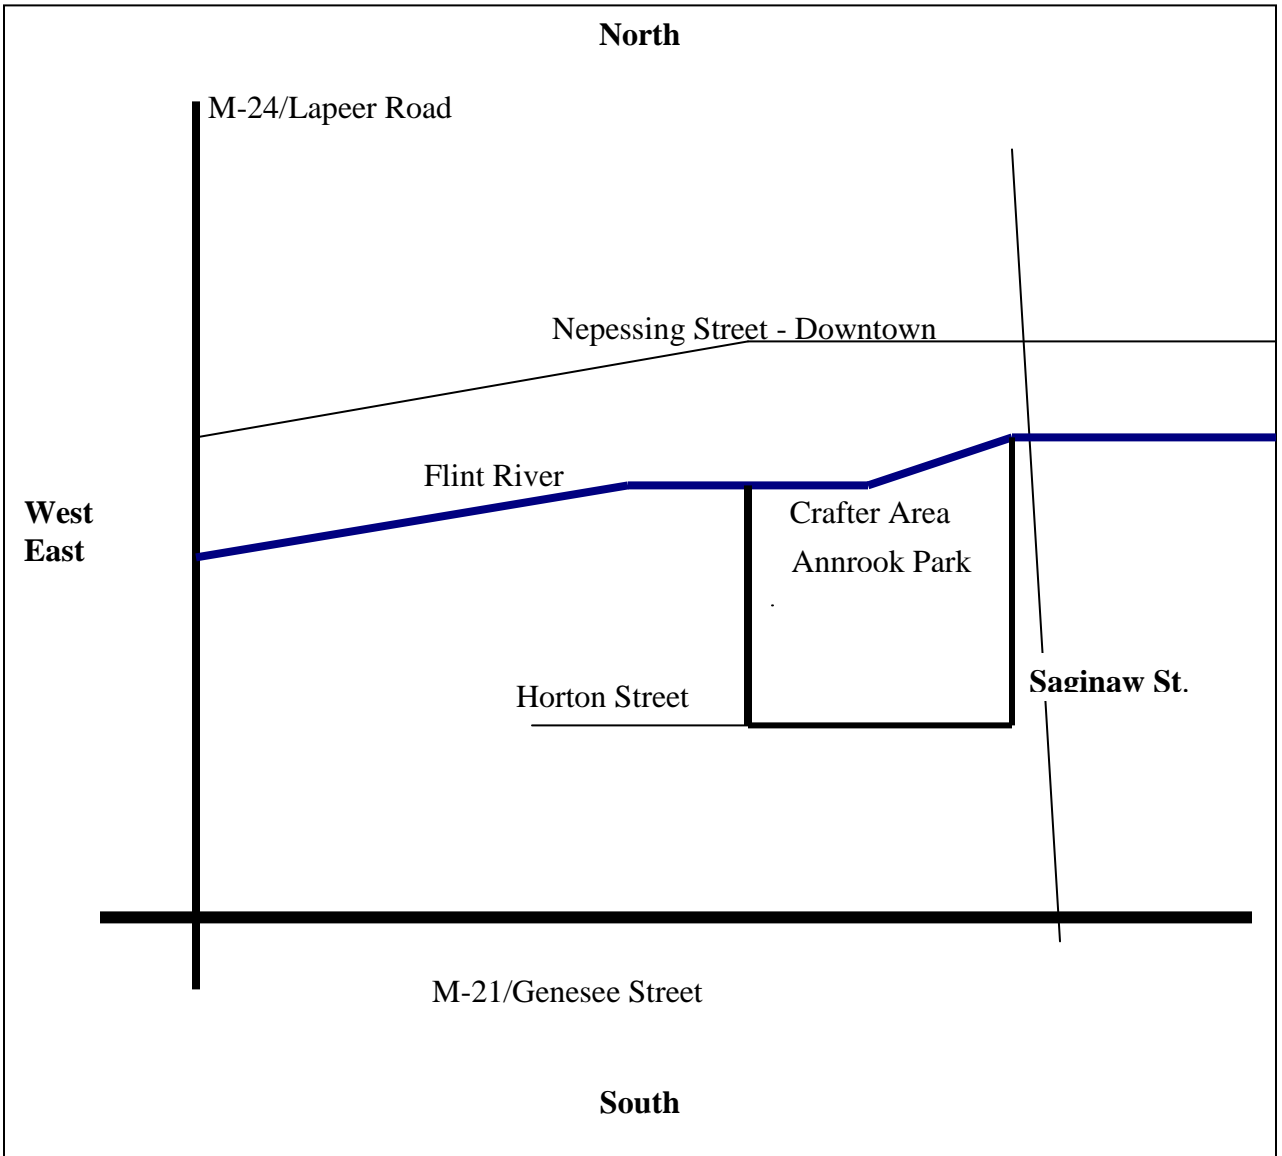 North
M-24/Lapeer Road
Nepessing Street - Downtown
Flint River
West
East
Crafter Area
Annrook Park
Saginaw St.
Horton Street
M-21/Genesee Street
South